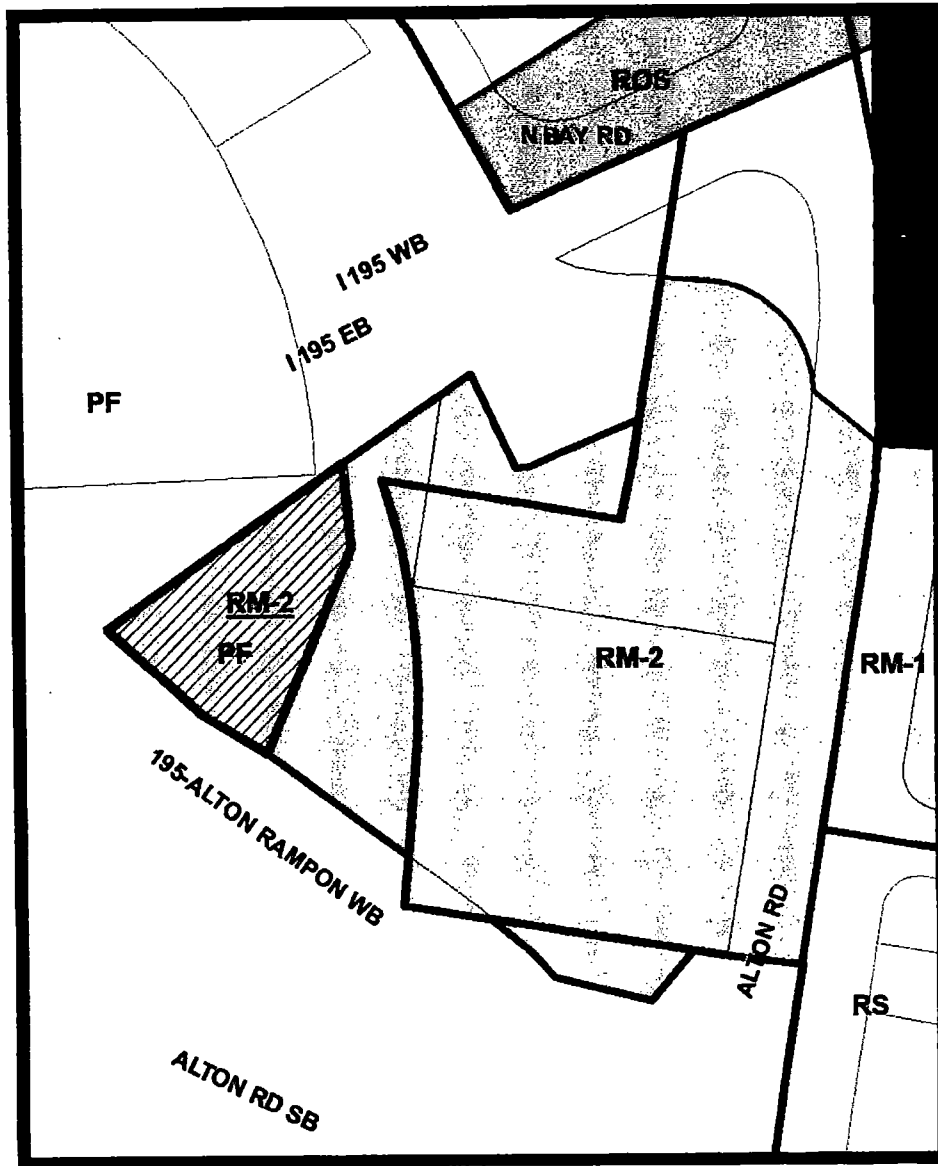 ROS
N BAY RD
I 195 WB
I 195 EB
PF
RM-2
PF
RM-2
RM-1
195-ALTON RAMPON WB
ALTON RD
RS
ALTON RD SB